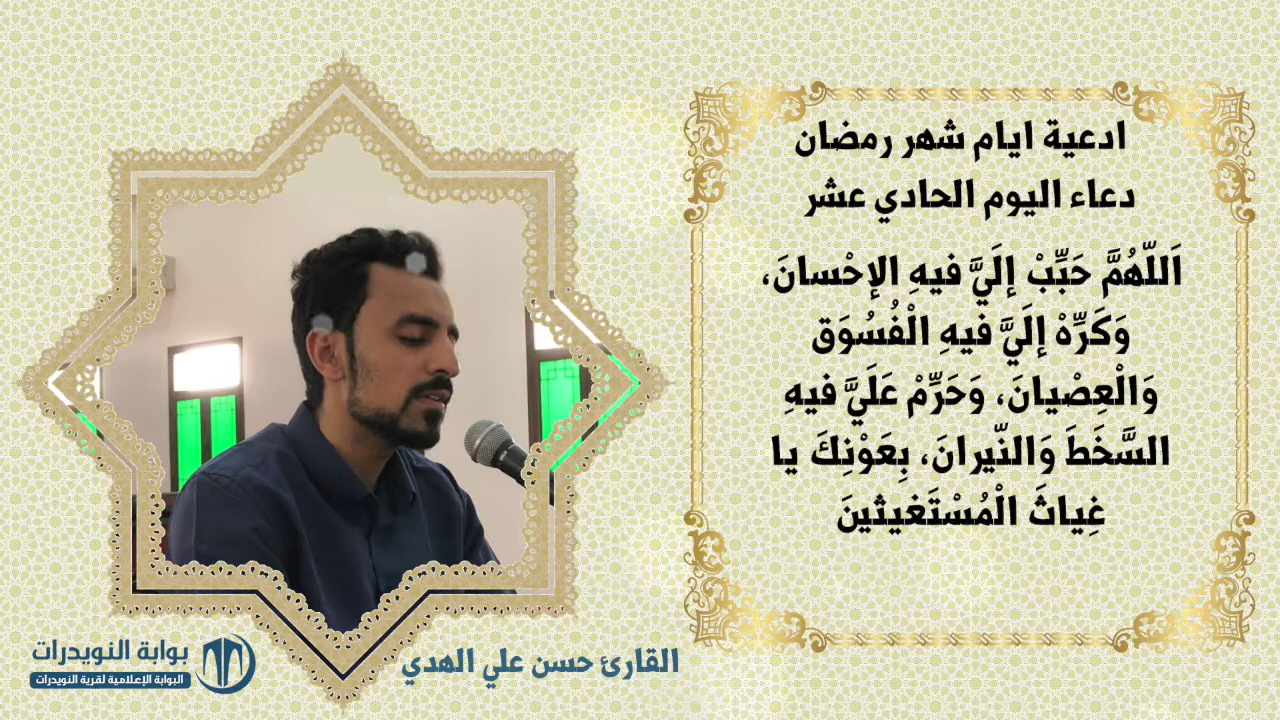 ادعية ايام شهر رمضان
دعاء اليوم الحادي عشر
اَللّهُمَّ حَبِّبْ إلَيَّ فيهِ الإحْسانَ،
وَكَرِّهْ إلَيَّ فيهِ الْفُسُوَق
وَالْعِصْيانَ، وَحَرِّمْ عَلَيَّ فيهِ
السَّخَطَ وَالنّيرانَ، بِعَوْنِكَ يا
غِياثَ الْمُسْتَغيثينَ
القارئ حسن علي الهدي
بوابة النويدرات
البوابة الإعلامية لقرية النويدرات